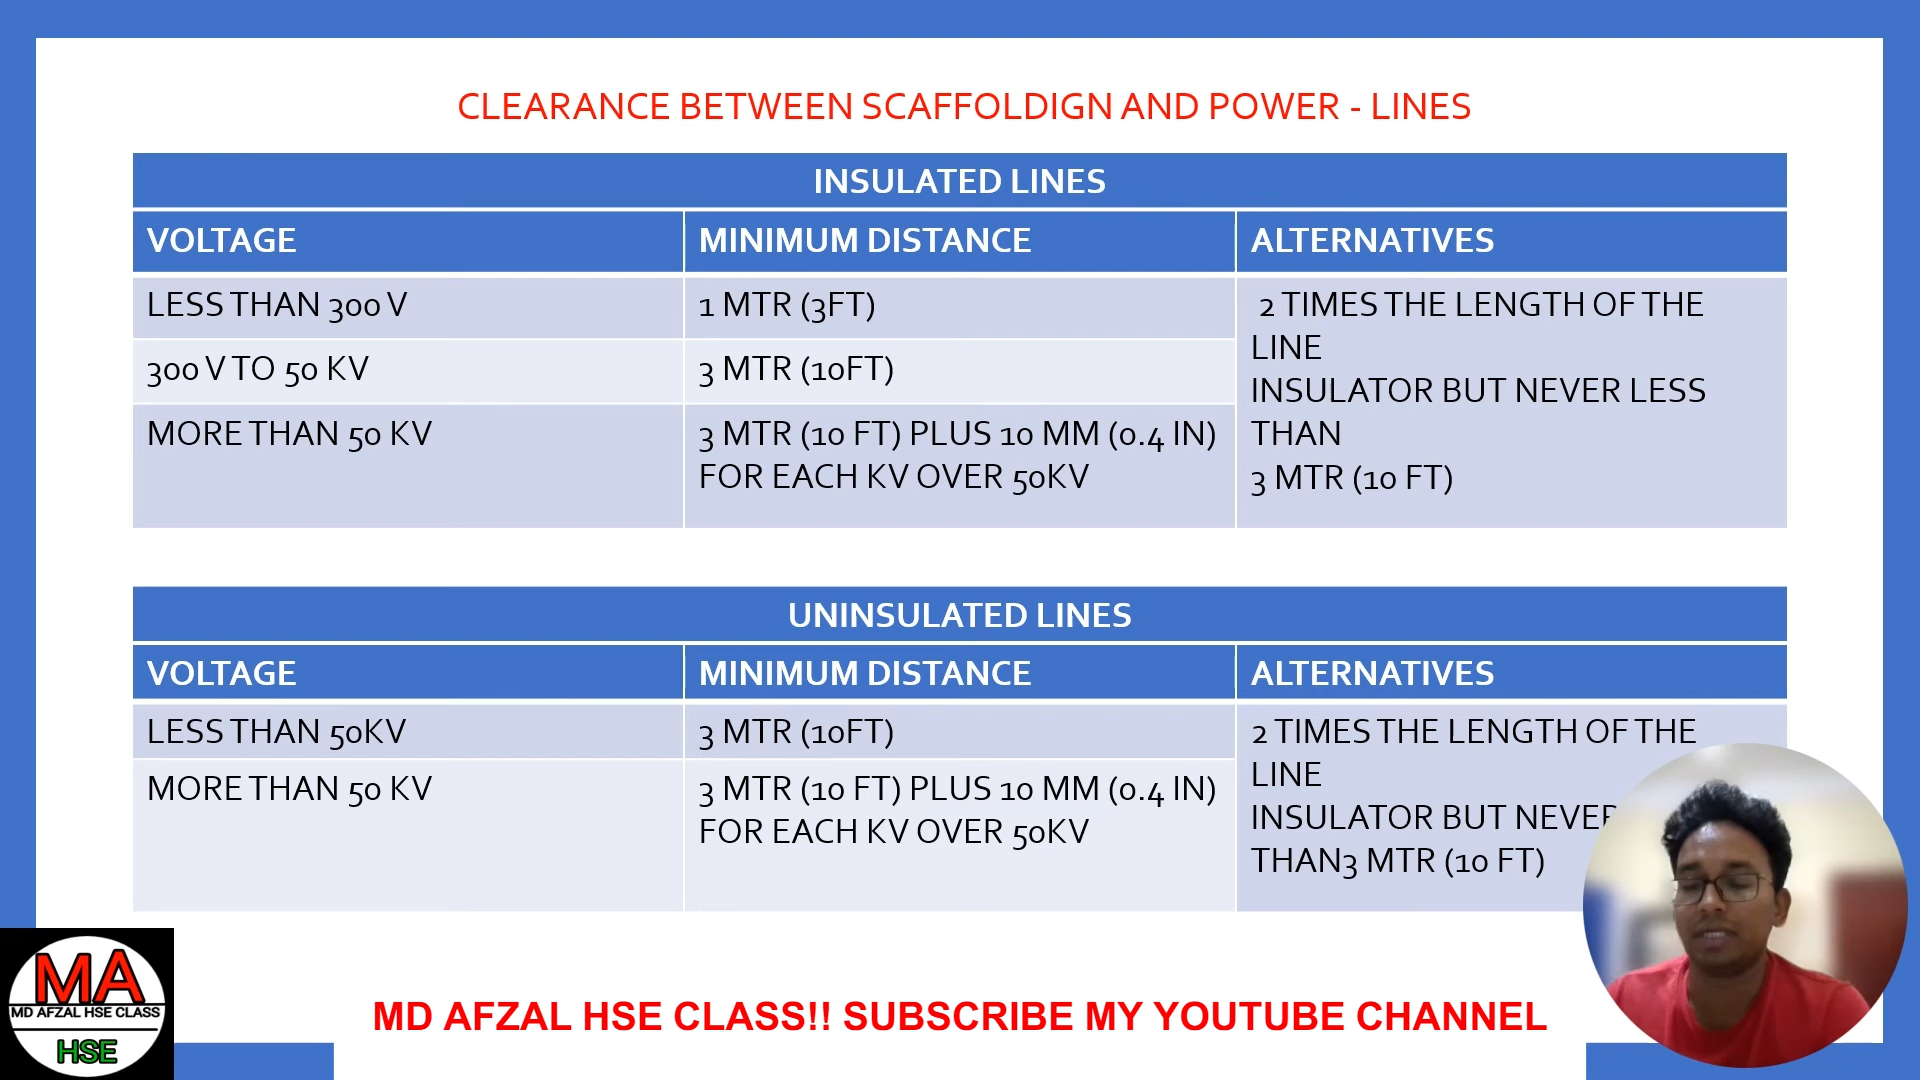 CLEARANCE BETWEEN SCAFFOLDIGN AND POWER - LINES
INSULATED LINES
VOLTAGE MINIMUM DISTANCE ALTERNATIVES
LESS THAN 300 V
1 MTR (3FT)
300 V TO 50 KV
3 MTR (10FT)
MORE THAN 50 KV
3 MTR (10 FT) PLUS 10 MM (0.4 IN)
FOR EACH KV OVER 50KV
2 TIMES THE LENGTH OF THE
LINE
INSULATOR BUT NEVER LESS
THAN
3 MTR (10 FT)
UNINSULATED LINES
VOLTAGE MINIMUM DISTANCE ALTERNATIVES
LESS THAN 50KV
3 MTR (10FT)
MORE THAN 50 KV
3 MTR (10 FT) PLUS 10 MM (0.4 IN)
FOR EACH KV OVER 50KV
2 TIMES THE LENGTH OF THE
LINE
INSULATOR BUT NEVER
THAN3 MTR (10 FT)
MA
MD AFZAL HSE CLASS
HSE
MD AFZAL HSE CLASS!! SUBSCRIBE MY YOUTUBE CHANNEL